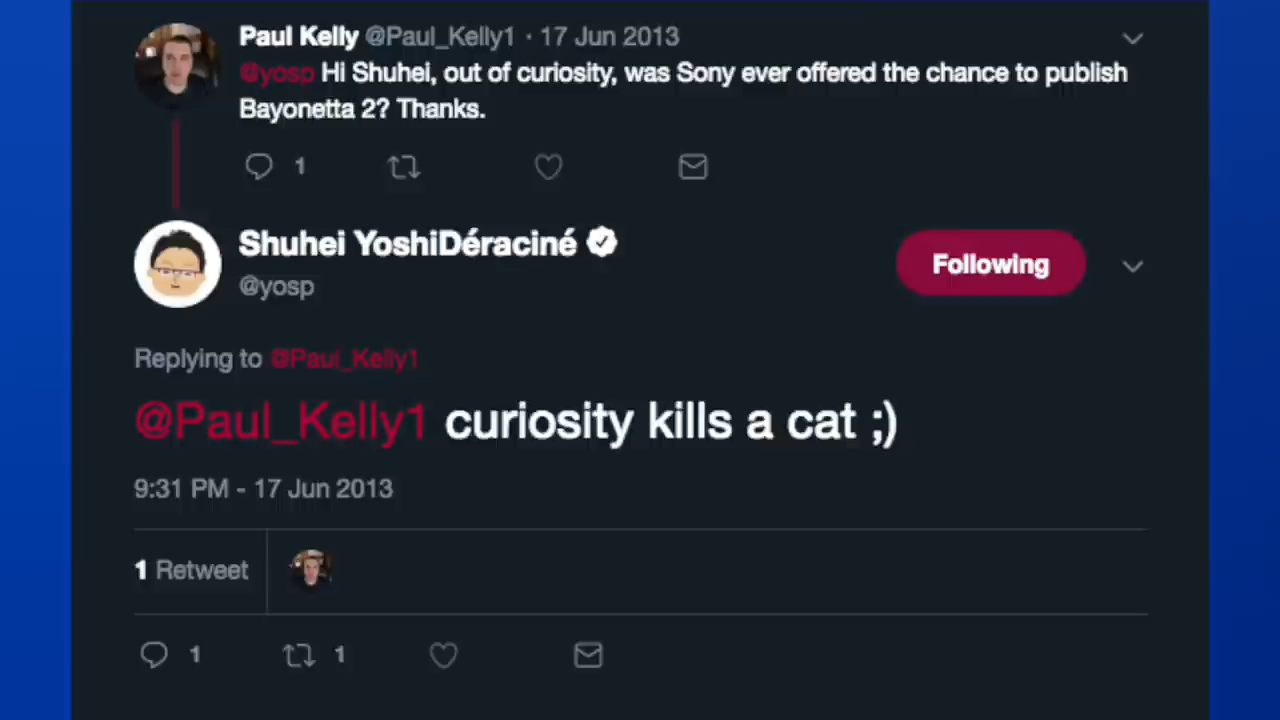 Paul Kelly @Paul_Kelly1 · 17 Jun 2013
@yosp Hi Shuhei, out of curiosity, was Sony ever offered the chance to publish
Bayonetta 2? Thanks.
1
Shuhei YoshiDéraciné
@yosp
Following
Replying to @Paul_Kelly1
@Paul_Kelly1 curiosity kills a cat ;)
9:31 PM - 17 Jun 2013
1 Retweet
1 1